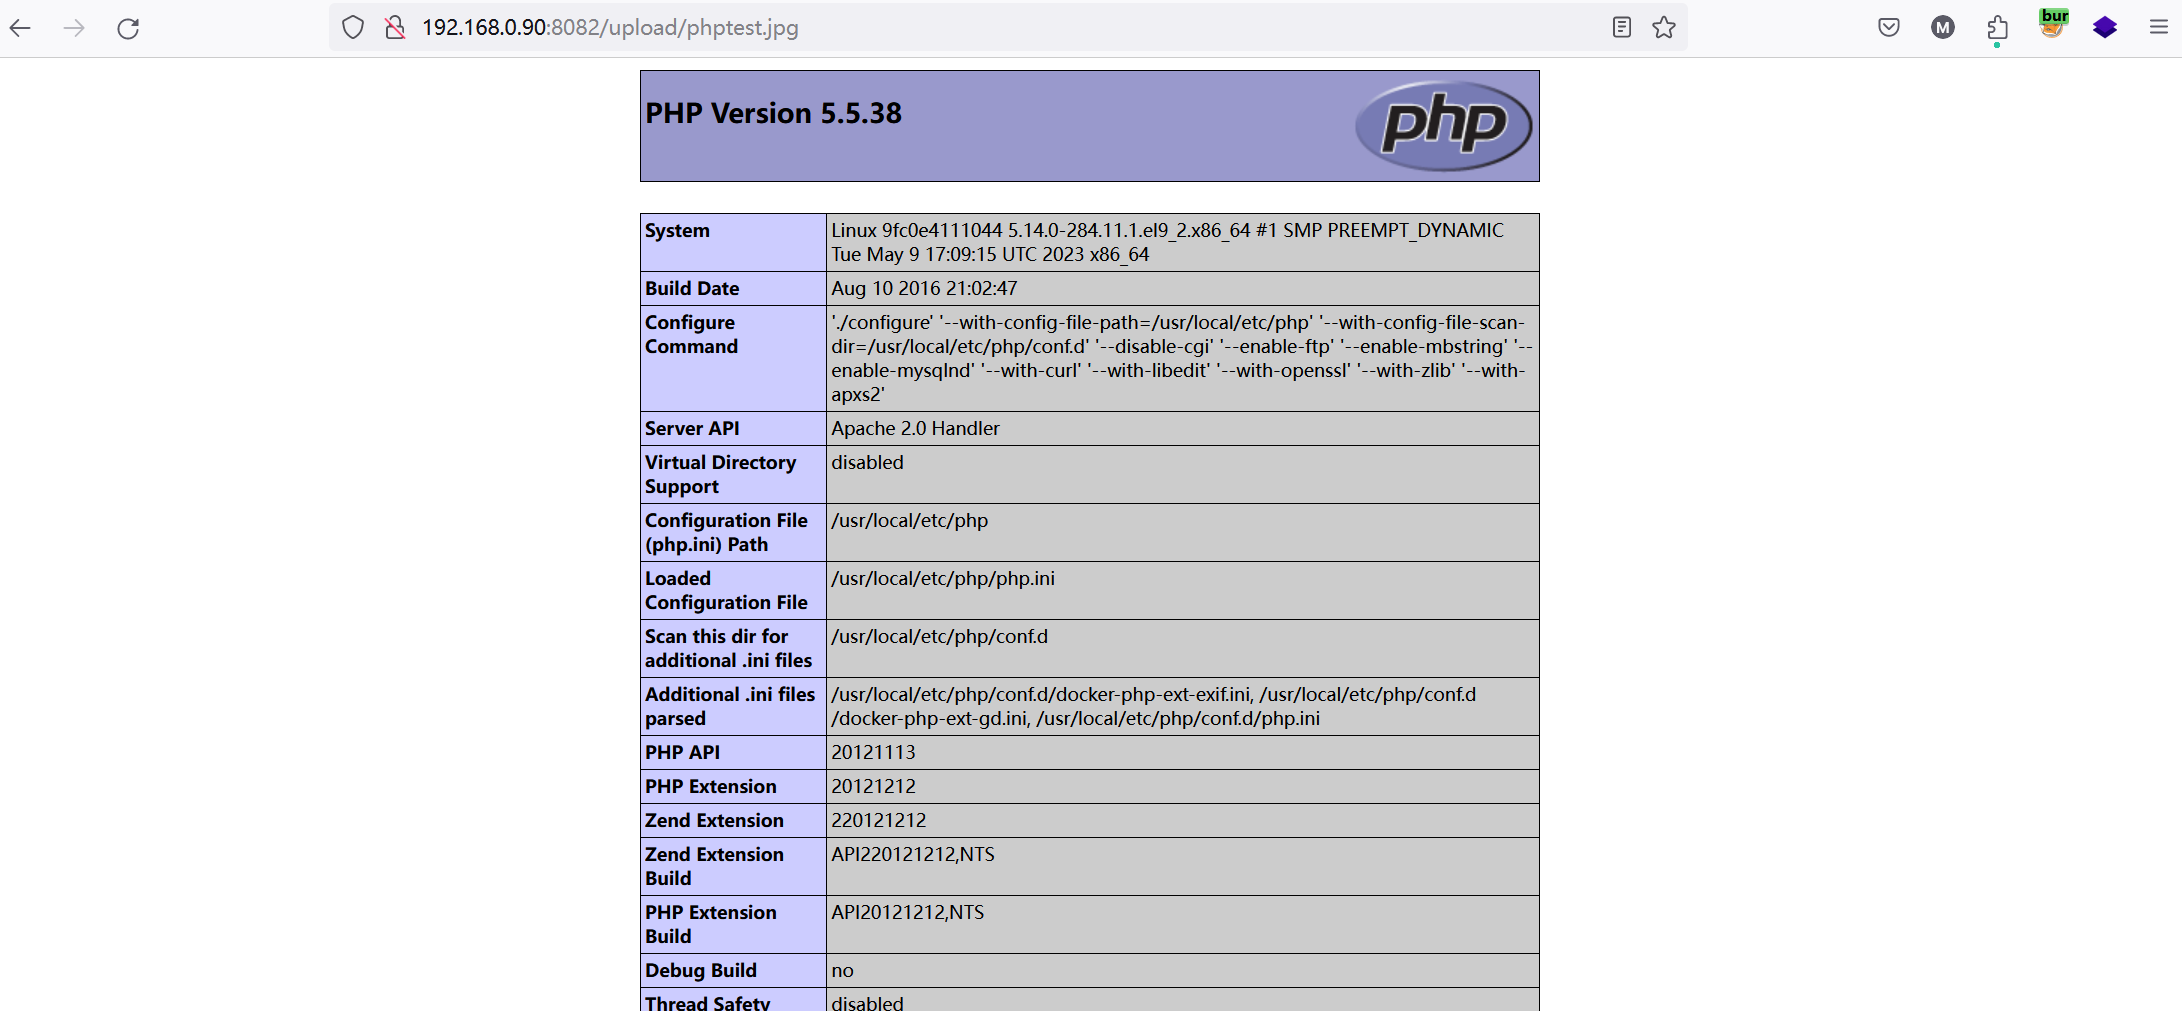 192.168.0.90:8082/upload/phptest.jpg
M
bur
PHP Version 5.5.38
php
System
Linux 9fc0e4111044 5.14.0-284.11.1.el9_2.x86_64 #1 SMP PREEMPT_DYNAMIC
Tue May 9 17:09:15 UTC 2023 x86_64
Build Date
Aug 10 2016 21:02:47
Configure
Command
'./configure' '--with-config-file-path=/usr/local/etc/php' '--with-config-file-scan-
dir=/usr/local/etc/php/conf.d' '--disable-cgi' '--enable-ftp' '--enable-mbstring' '--
enable-mysqlnd' '--with-curl' '--with-libedit' '--with-openssl' '--with-zlib' '--with-
apxs2'
Server API
Apache 2.0 Handler
Virtual Directory
Support
disabled
Configuration File
(php.ini) Path
/usr/local/etc/php
Loaded
Configuration File
/usr/local/etc/php/php.ini
Scan this dir for
additional .ini files
/usr/local/etc/php/conf.d
Additional .ini files
parsed
/usr/local/etc/php/conf.d/docker-php-ext-exif.ini, /usr/local/etc/php/conf.d
/docker-php-ext-gd.ini, /usr/local/etc/php/conf.d/php.ini
PHP API
20121113
PHP Extension
20121212
Zend Extension
220121212
Zend Extension
Build
API220121212,NTS
PHP Extension
Build
API20121212,NTS
Debug Build
no
Thread Safety
disabled